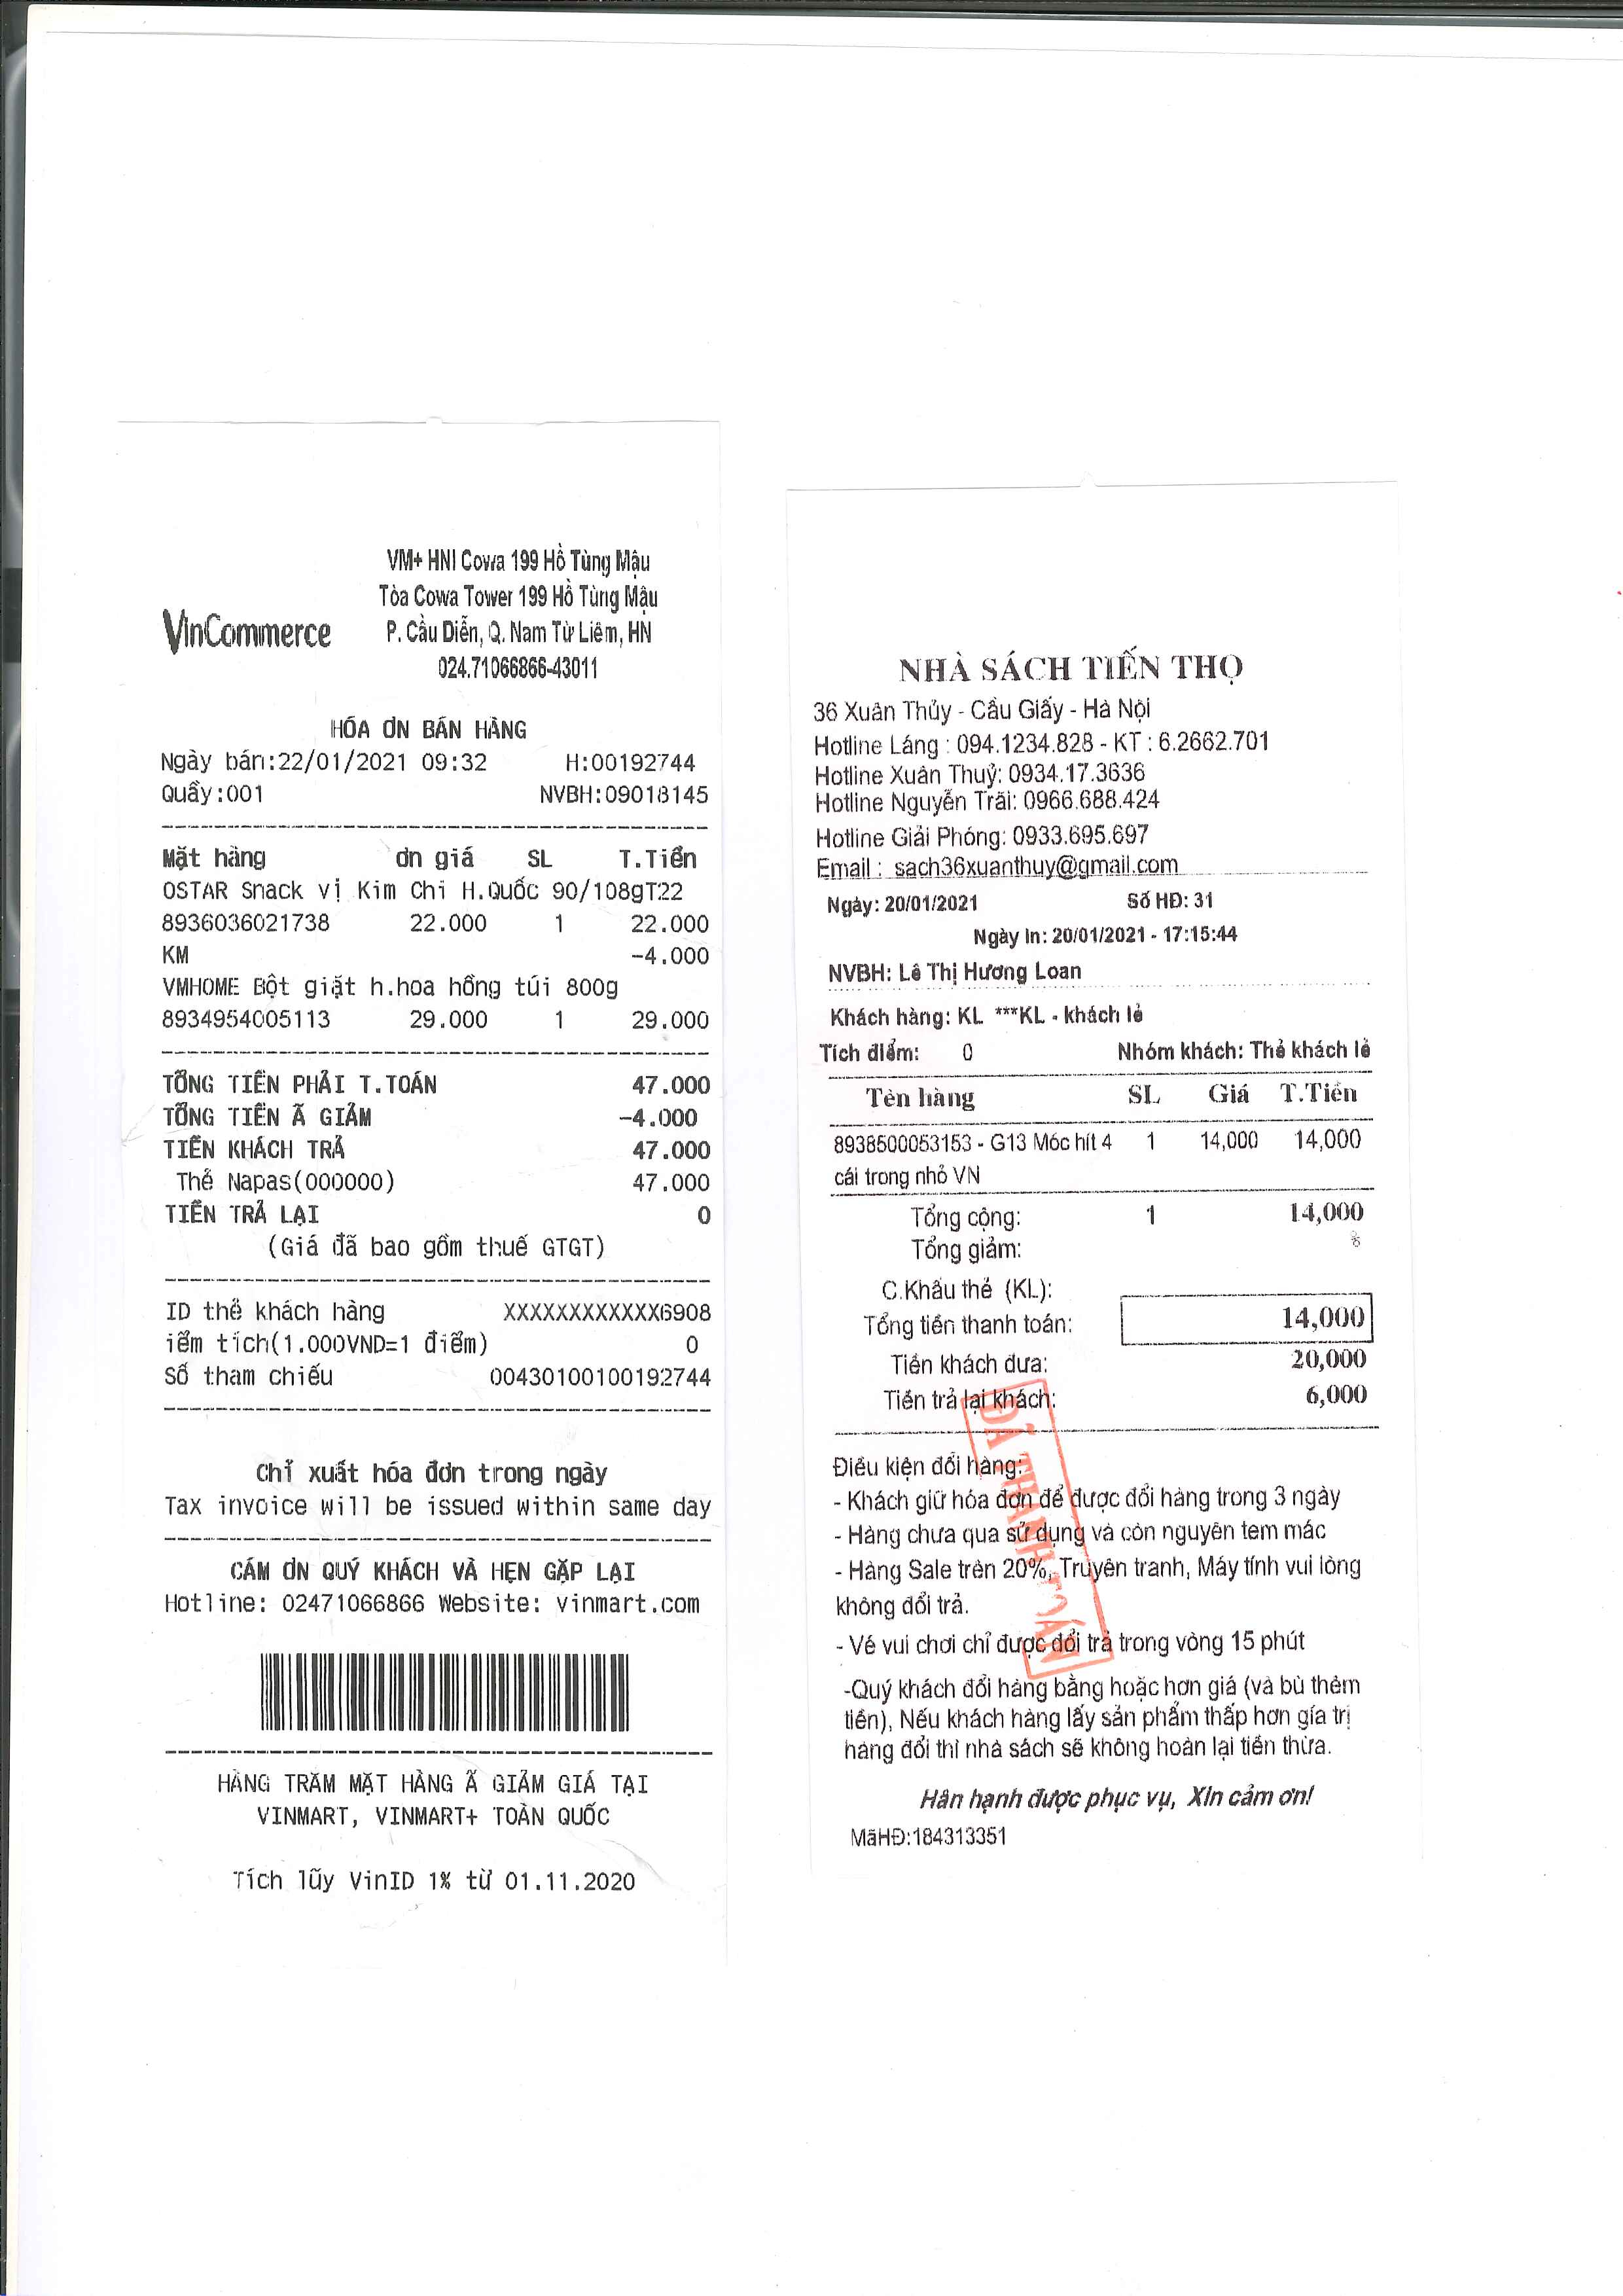 VinCommerce
VM+ HNI Cowa 199 Hồ Tùng Mậu
Tòa Cowa Tower 199 Hồ Tùng Mậu
P. Cầu Diễn, Q. Nam Từ Liêm, HN
024.71066866-43011
HÓA ƠN BÁN HÀNG
Ngày bán:22/01/2021 09:32 H:00192744
Quầy:001 NVBH:09018145
Mặt hàng ơn giá SL T.Tiền
OSTAR Snack vị Kim Chi H.Quốc 90/108gT22
8936036021738 22.000 1 22.000
KM -4.000
VMHOME Bột giặt h.hoa hồng túi 800g
8934954005113 29.000 1 29.000
TỔNG TIỀN PHẢI T.TOÁN 47.000
TỔNG TIỀN Ã GIẢM -4.000
TIỀN KHÁCH TRẢ 47.000
Thẻ Napas(000000) 47.000
TIỀN TRẢ LẠI 0
(Giá đã bao gồm thuế GTGT)
ID thẻ khách hàng XXXXXXXXXXXX6908
iểm tích(1.000VND=1 điểm) 0
Số tham chiếu 00430100100192744
Chỉ xuất hóa đơn trong ngày
Tax invoice will be issued within same day
CẢM ƠN QUÝ KHÁCH VÀ HẸN GẶP LẠI
Hotline: 02471066866 Website: vinmart.com
HÀNG TRĂM MẶT HÀNG Ã GIẢM GIÁ TẠI
VINMART, VINMART+ TOÀN QUỐC
Tích lũy VinID 1% từ 01.11.2020
NHÀ SÁCH TIẾN THỌ
36 Xuân Thủy - Cầu Giấy - Hà Nội
Hotline Láng : 094.1234.828 - KT : 6.2662.701
Hotline Xuân Thuỷ: 0934.17.3636
Hotline Nguyễn Trãi: 0966.688.424
Hotline Giải Phóng: 0933.695.697
Email : sach36xuanthuy@gmail.com
Ngày: 20/01/2021 Số HĐ: 31
Ngày in: 20/01/2021 - 17:15:44
NVBH: Lê Thị Hương Loan
Khách hàng: KL ***KL - khách lẻ
Tích điểm: 0 Nhóm khách: Thẻ khách lẻ
Tên hàng SL Giá T.Tiền
8938500053153 - G13 Móc hít 4 1 14,000 14,000
cái trong nhỏ VN
Tổng cộng: 1 14,000
Tổng giảm: %
C.Khấu thẻ (KL):
Tổng tiền thanh toán: 14,000
Tiền khách đưa: 20,000
Tiền trả lại khách: 6,000
ĐÃ THANH TOÁN
Điều kiện đổi hàng:
- Khách giữ hóa đơn để được đổi hàng trong 3 ngày
- Hàng chưa qua sử dụng và còn nguyên tem mác
- Hàng Sale trên 20%, Truyện tranh, Máy tính vui lòng
không đổi trả.
- Vé vui chơi chỉ được đổi trả trong vòng 15 phút
-Quý khách đổi hàng bằng hoặc hơn giá (và bù thêm
tiền), Nếu khách hàng lấy sản phẩm thấp hơn gía trị
hàng đổi thì nhà sách sẽ không hoàn lại tiền thừa.
Hân hạnh được phục vụ, Xin cảm ơn!
MãHĐ:184313351